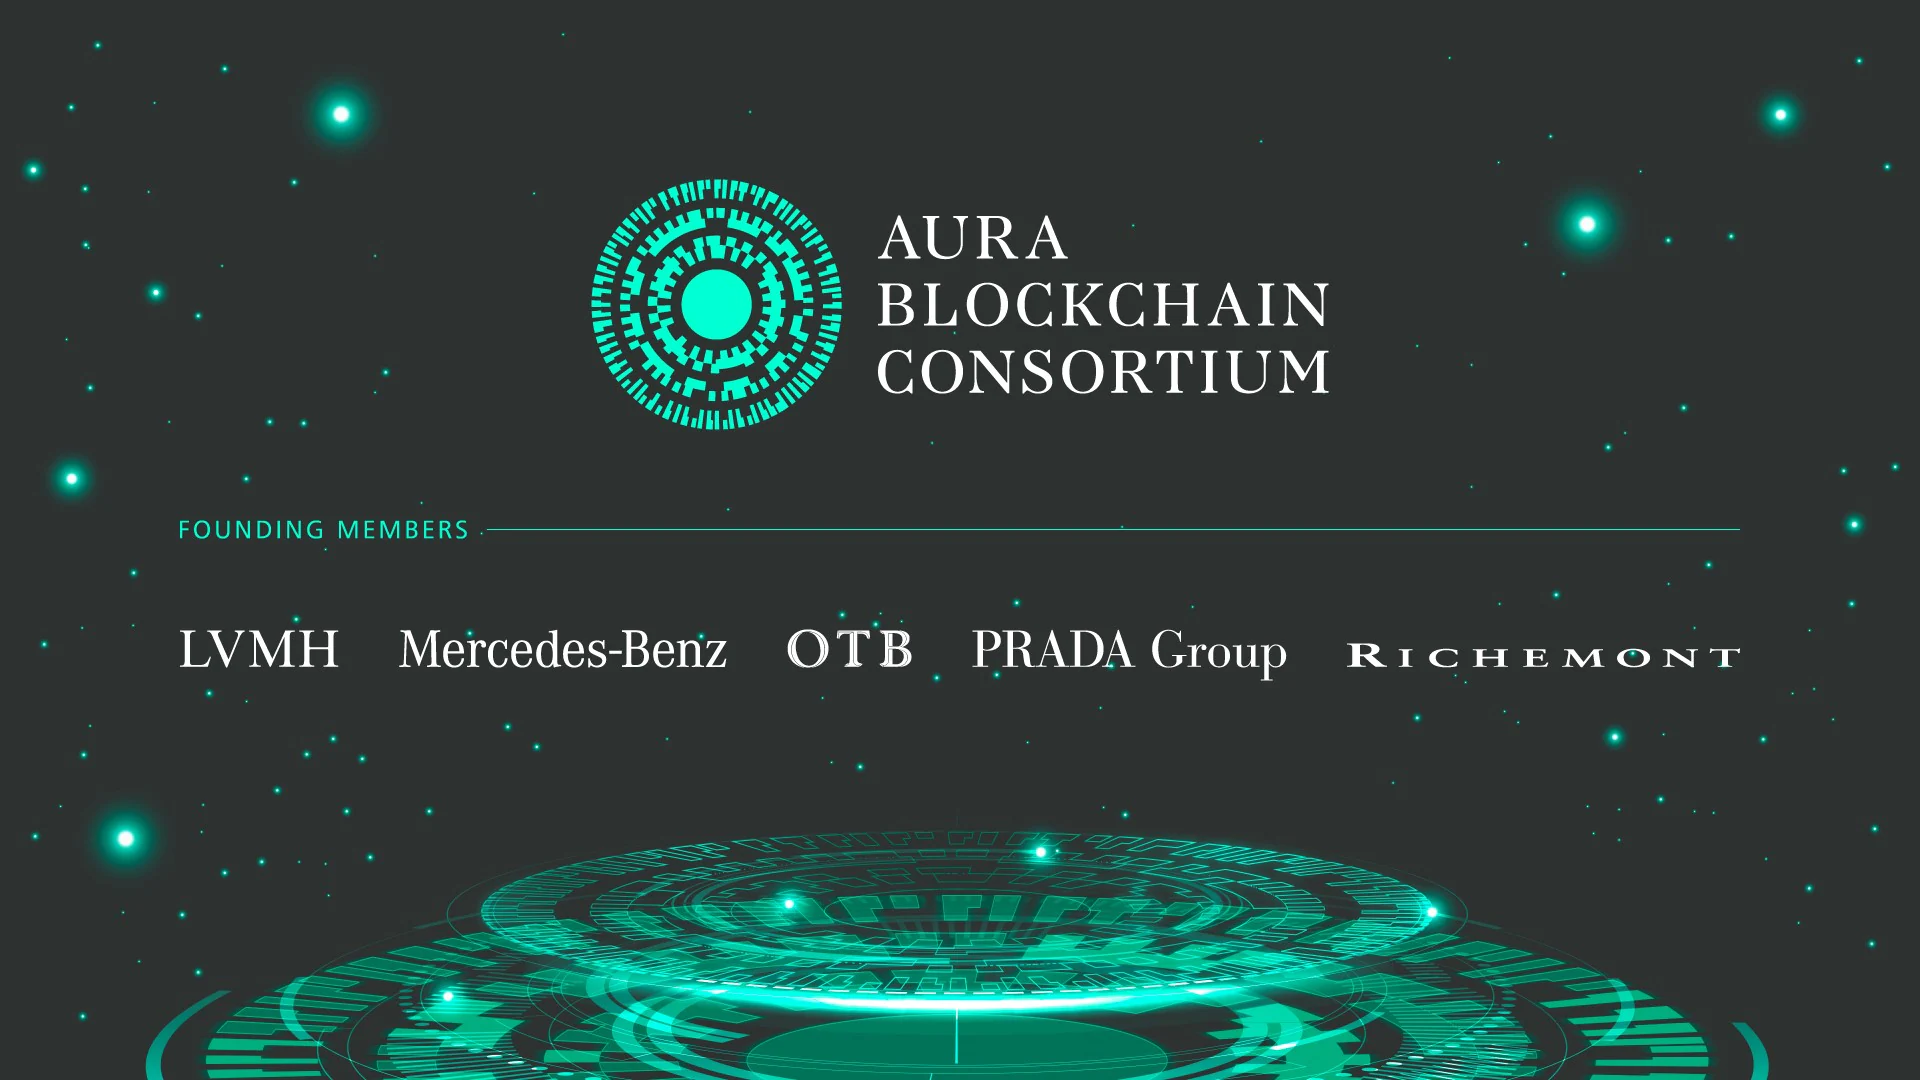 AURA
BLOCKCHAIN
CONSORTIUM
FOUNDING MEMBERS
LVMH Mercedes-Benz OTB PRADA Group RICHEMONT